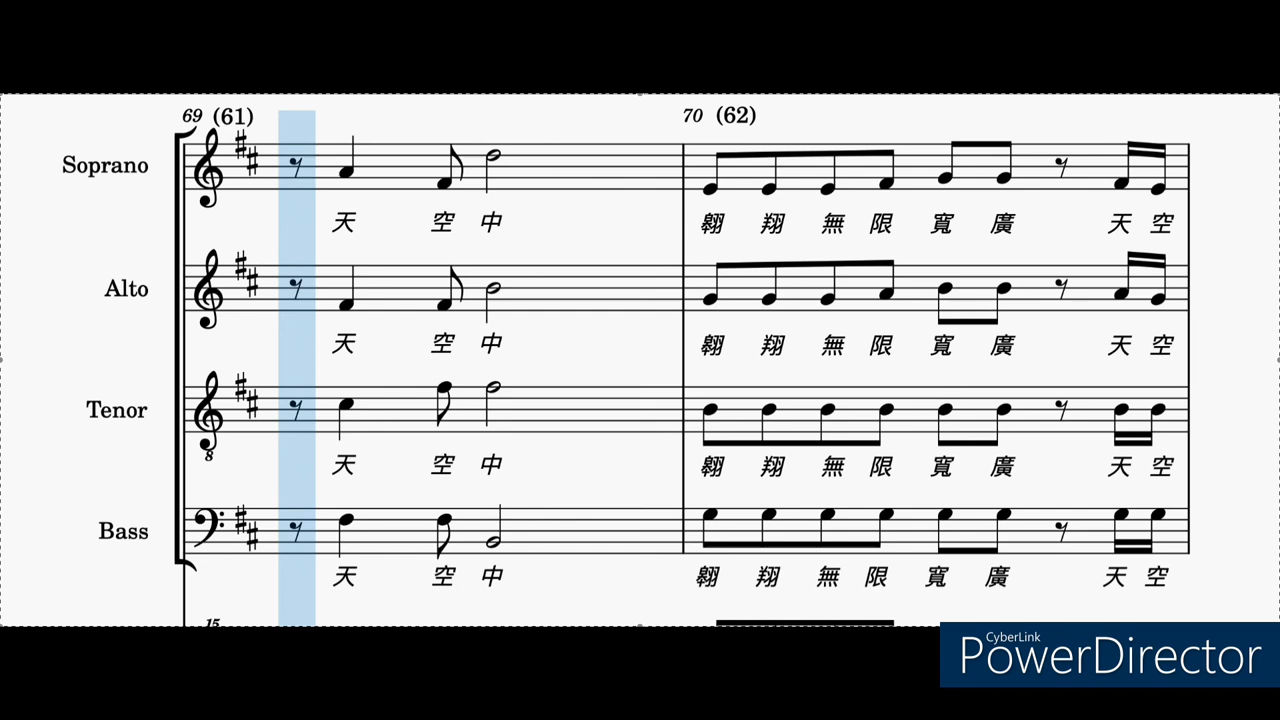 69 (61) 70 (62)
Soprano
天 空 中 翱 翔 無 限 寬 廣 天 空
Alto
天 空 中 翱 翔 無 限 寬 廣 天 空
Tenor
8
天 空 中 翱 翔 無 限 寬 廣 天 空
Bass
天 空 中 翱 翔 無 限 寬 廣 天 空
15
CyberLink
PowerDirector